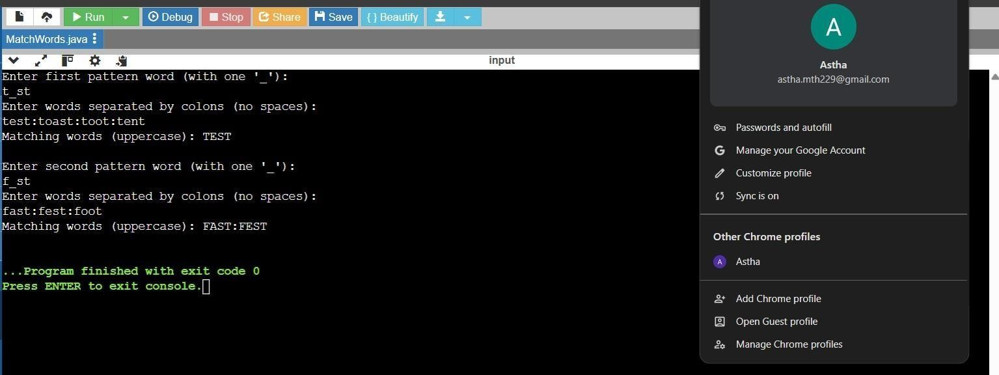 Run Debug Stop Share Save { } Beautify
MatchWords.java
input
Enter first pattern word (with one '_'):
t_st
Enter words separated by colons (no spaces):
test:toast:toot:tent
Matching words (uppercase): TEST
Enter second pattern word (with one '_'):
f_st
Enter words separated by colons (no spaces):
fast:fest:foot
Matching words (uppercase): FAST:FEST
...Program finished with exit code 0
Press ENTER to exit console.
A
Astha
astha.mth229@gmail.com
Passwords and autofill
G Manage your Google Account
Customize profile
Sync is on
Other Chrome profiles
A Astha
Add Chrome profile
Open Guest profile
Manage Chrome profiles